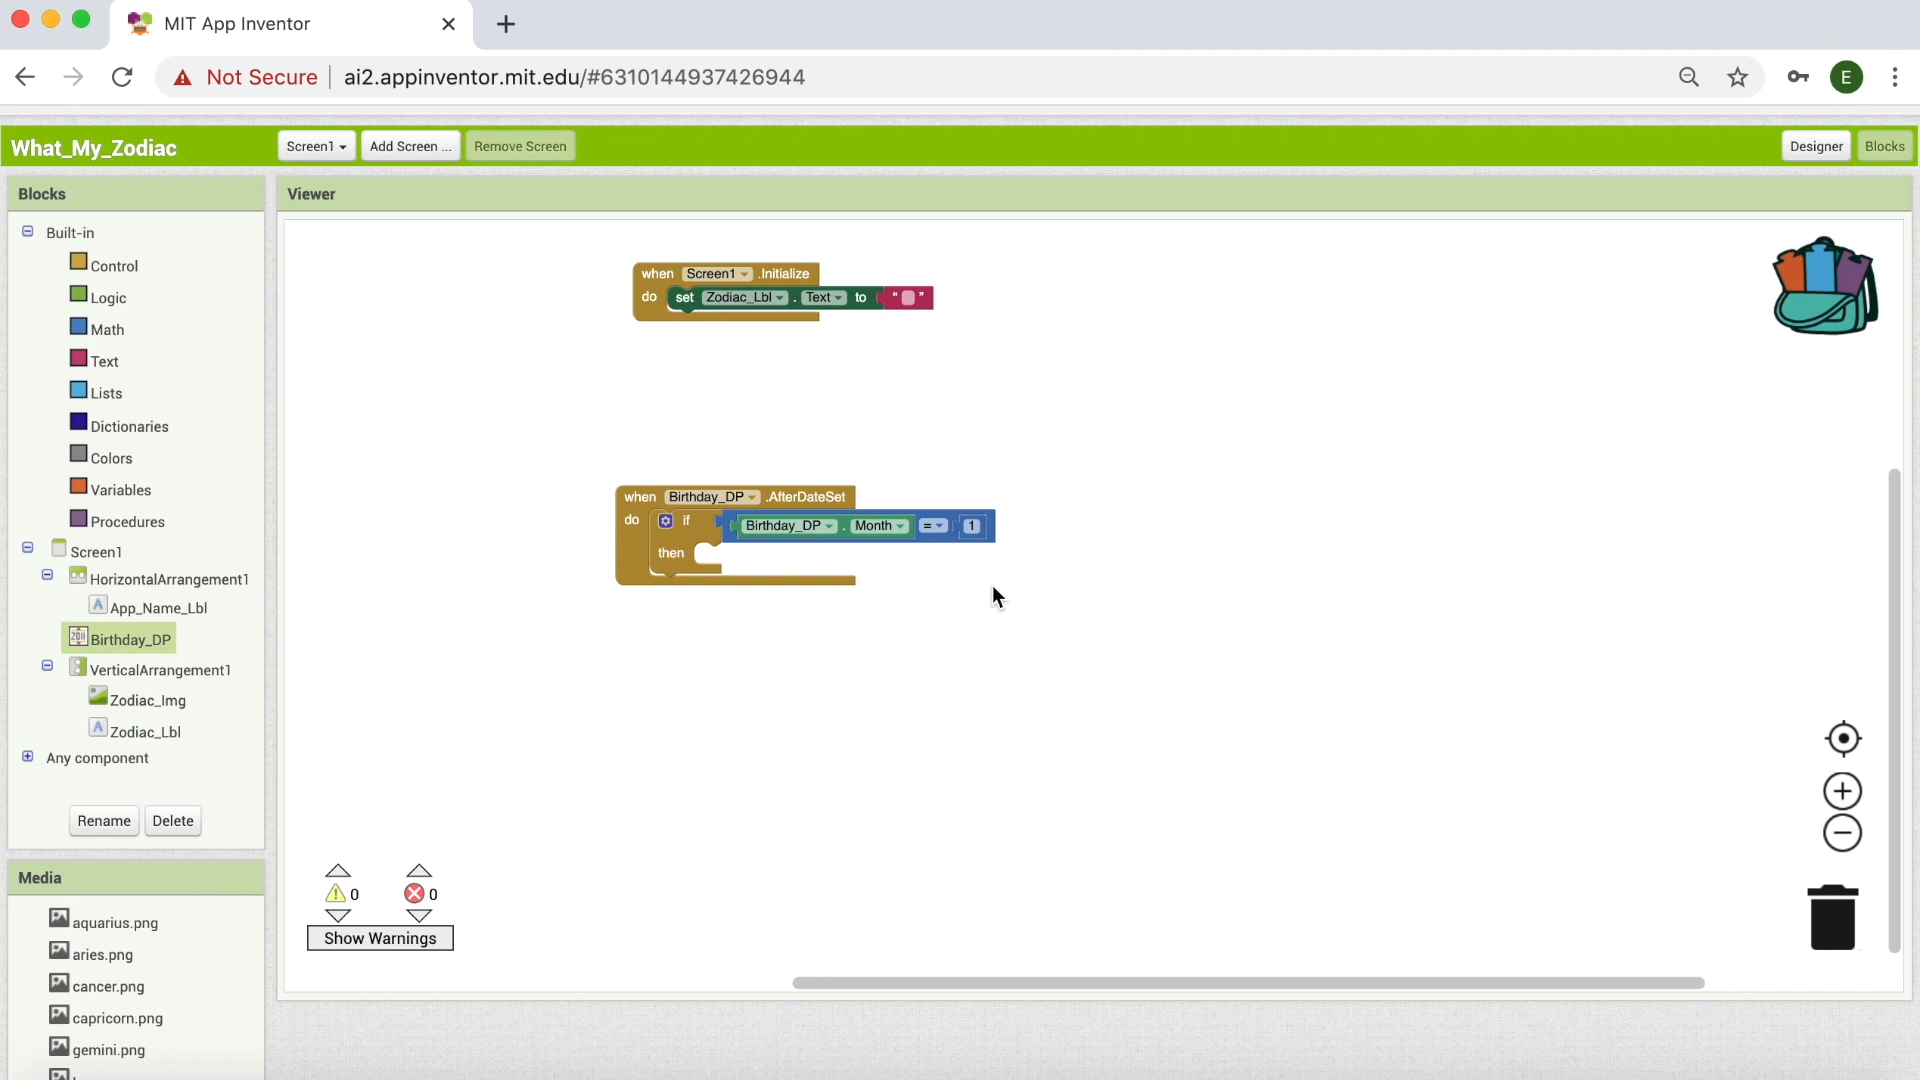 MIT App Inventor
Not Secure ai2.appinventor.mit.edu/#6310144937426944
E
What_My_Zodiac
Screen1 Add Screen ... Remove Screen
Designer Blocks
Blocks
Built-in
Control
Logic
Math
Text
Lists
Dictionaries
Colors
Variables
Procedures
Screen1
HorizontalArrangement1
A App_Name_Lbl
2011 Birthday_DP
VerticalArrangement1
Zodiac_Img
A Zodiac_Lbl
Any component
Rename Delete
Media
aquarius.png
aries.png
cancer.png
capricorn.png
gemini.png
Viewer
when Screen1 .Initialize
do set Zodiac_Lbl . Text to " "
when Birthday_DP .AfterDateSet
do if Birthday_DP . Month = 1
then
0 0
Show Warnings